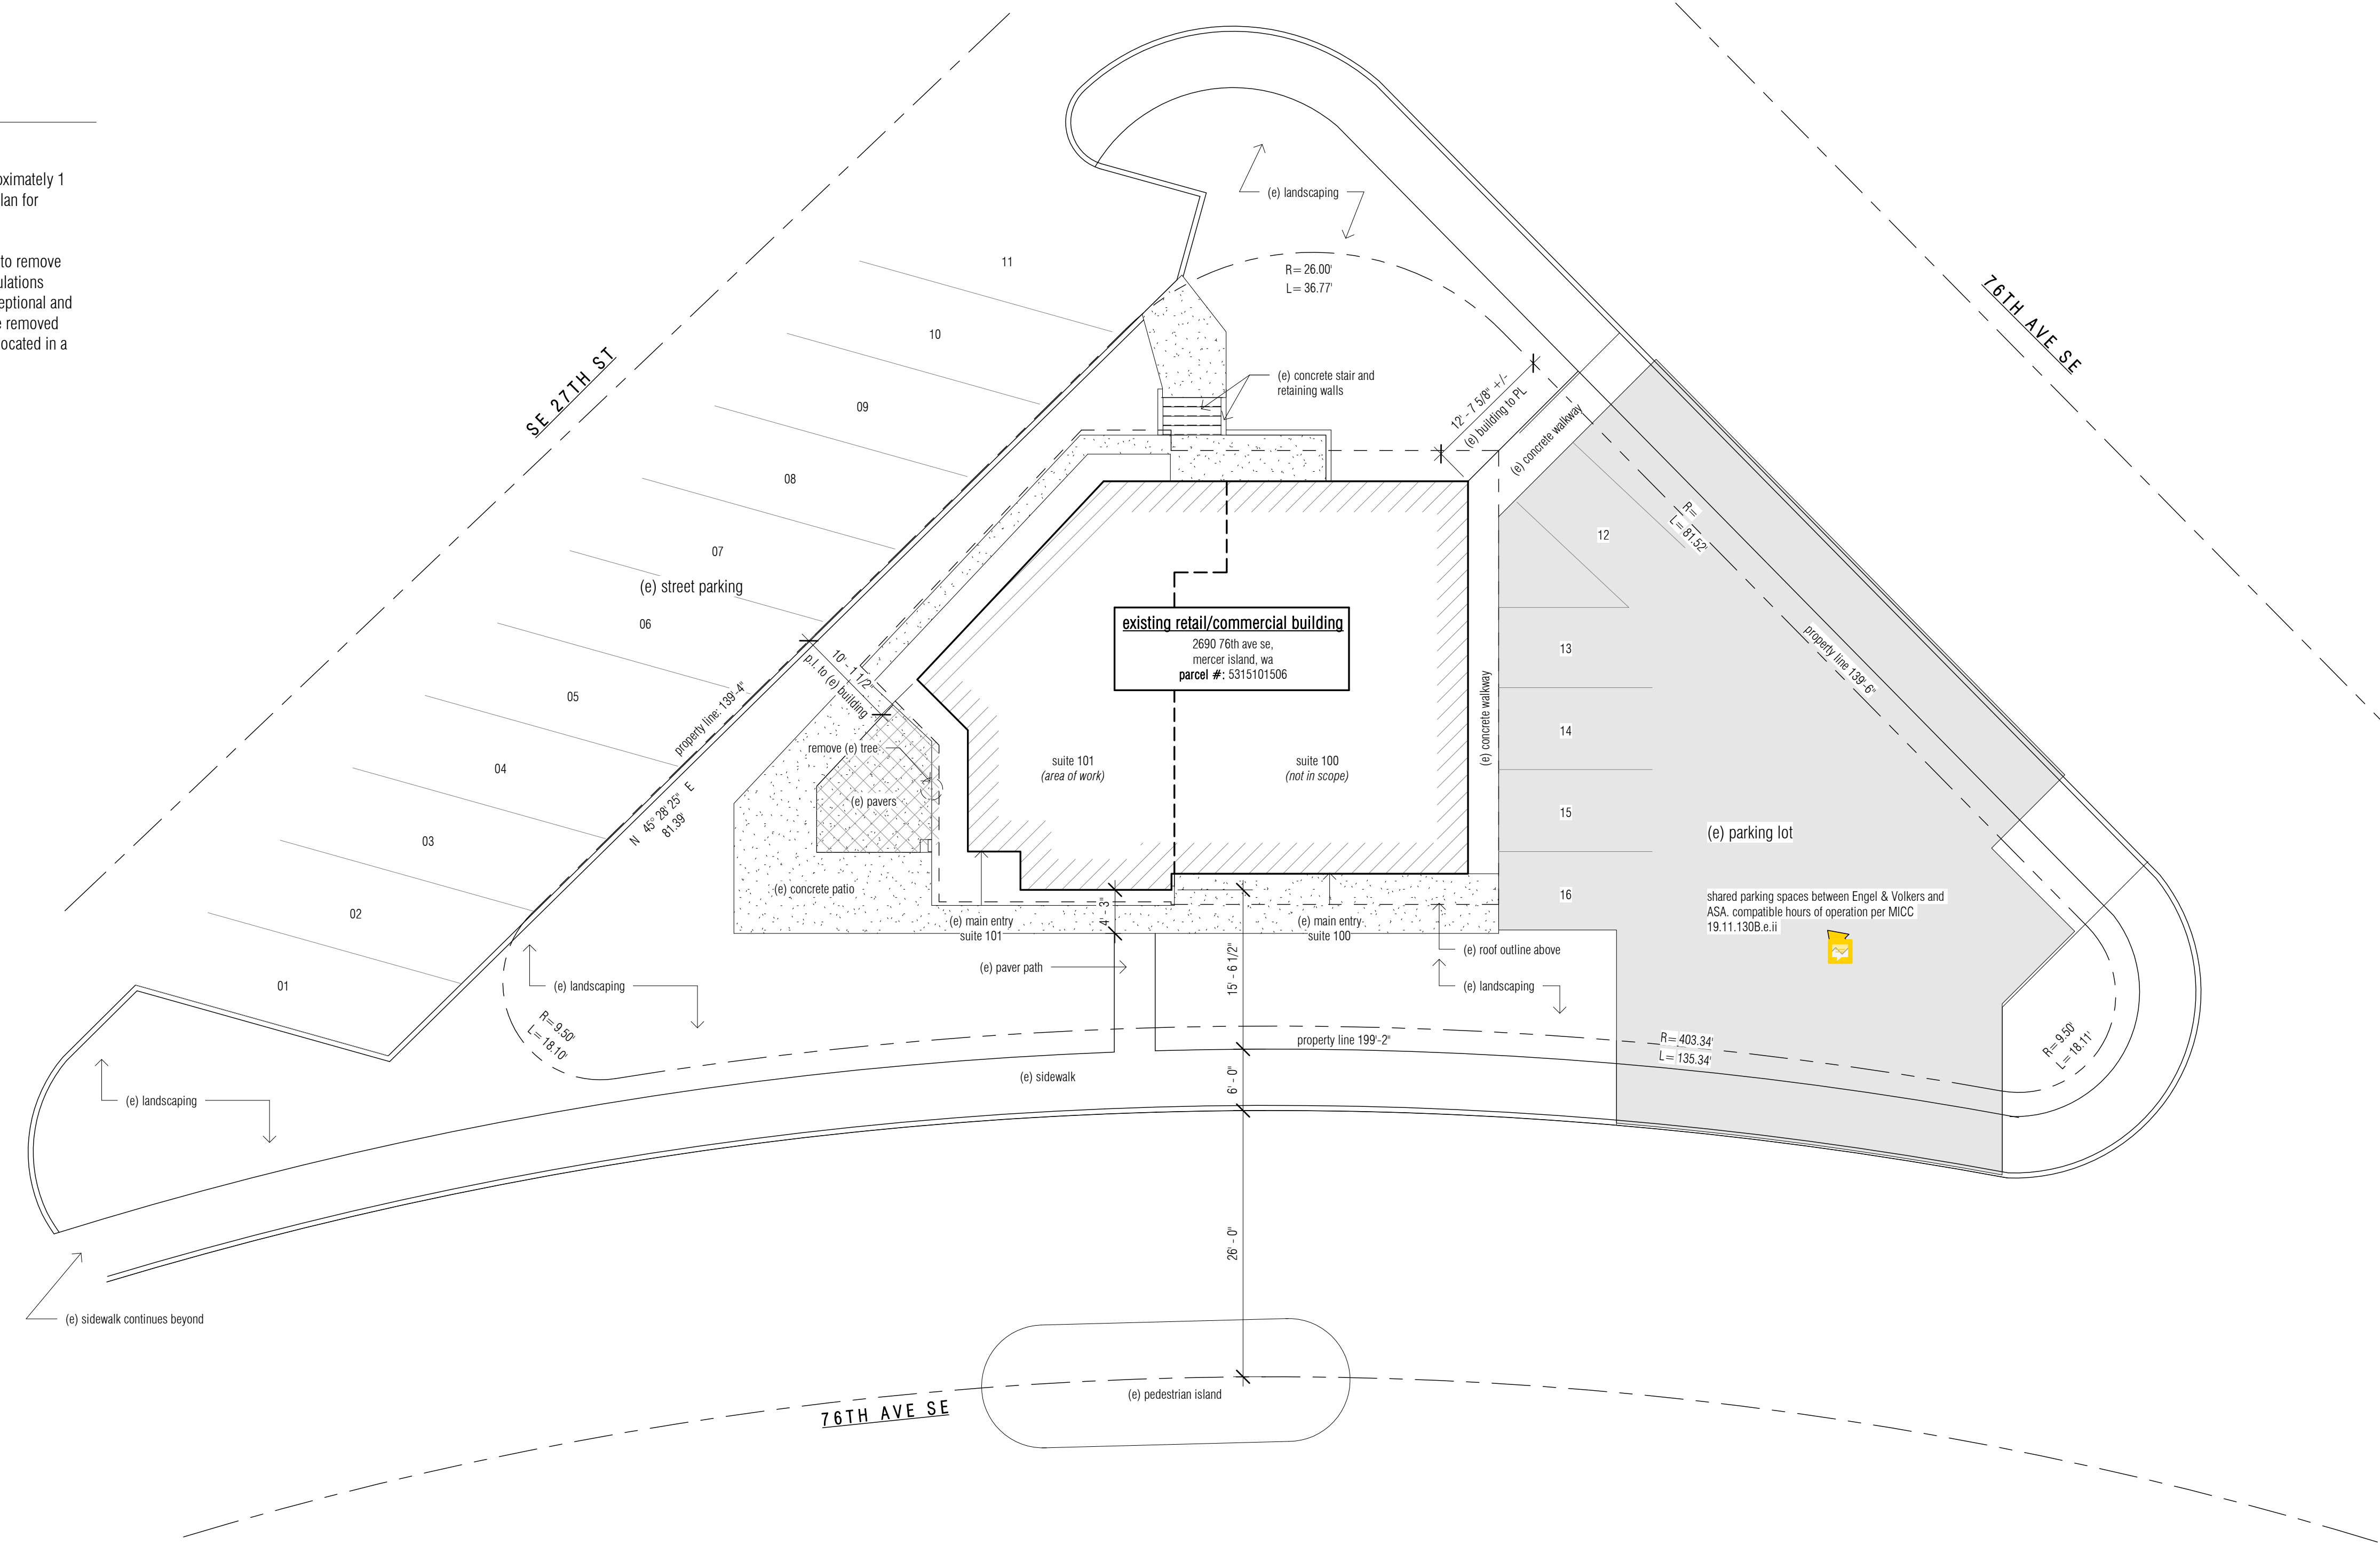 oximately 1
lan for
to remove
ulations
eptional and
e removed
ocated in a
SE 27TH ST
76TH AVE SE
(e) landscaping
R= 26.00'
L= 36.77'
11
10
09
08
07
(e) street parking
06
05
04
03
02
01
(e) concrete stair and
retaining walls
12' - 7 5/8" +/-
(e) building to PL
(e) concrete walkway
R=
L= 81.52'
12
property line 139'-6"
existing retail/commercial building
2690 76th ave se,
mercer island, wa
parcel #: 5315101506
10' - 1 1/2"
p.l. to (e) building
property line: 139'-4"
N 45° 28' 25" E
81.39'
remove (e) tree
(e) pavers
suite 101
(area of work)
suite 100
(not in scope)
(e) concrete walkway
13
14
15
16
(e) parking lot
shared parking spaces between Engel & Volkers and
ASA. compatible hours of operation per MICC
19.11.130B.e.ii
(e) concrete patio
(e) main entry
suite 101
4' - 3"
(e) main entry
suite 100
(e) roof outline above
(e) paver path
15' - 6 1/2"
(e) landscaping
(e) landscaping
R= 9.50'
L= 18.10'
property line 199'-2"
R= 403.34'
L= 135.34'
R= 9.50'
L= 18.11'
(e) sidewalk
6' - 0"
(e) landscaping
26' - 0"
(e) sidewalk continues beyond
(e) pedestrian island
76TH AVE SE